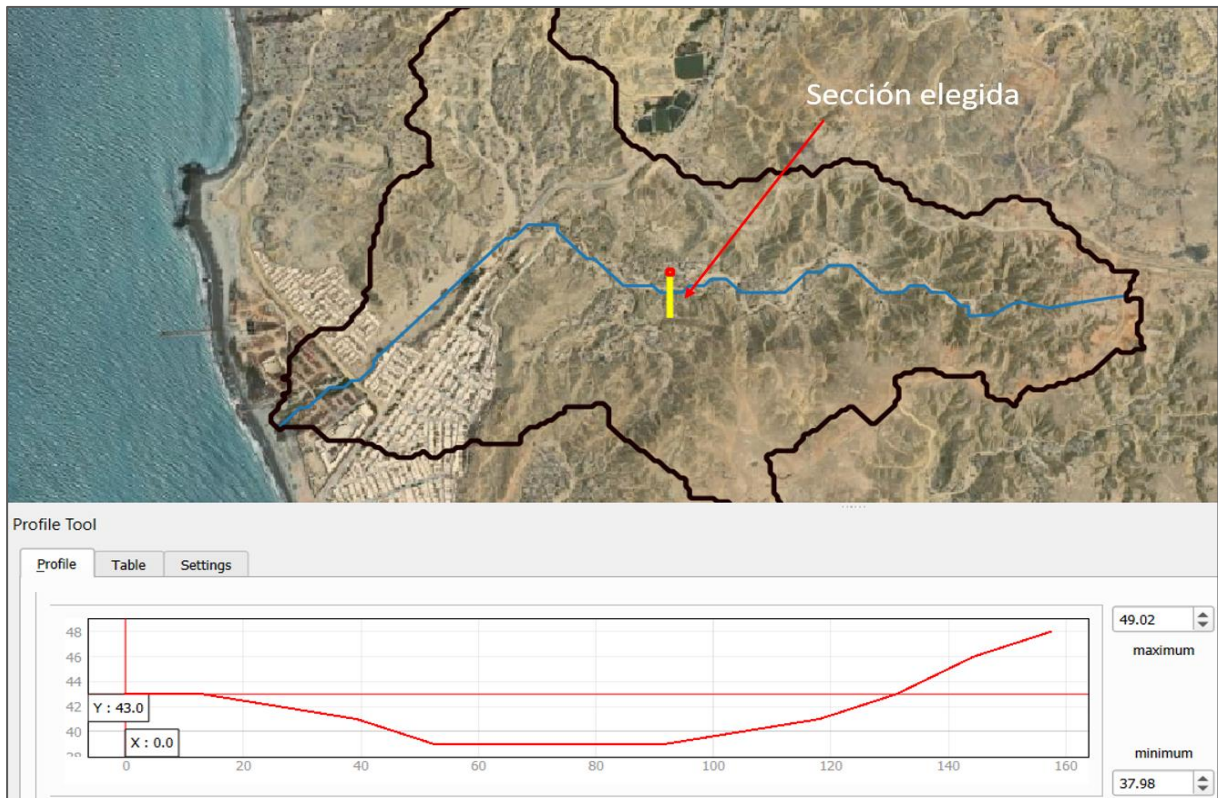 Sección elegida
Profile Tool
Profile Table Settings
48
46
44
42
40
Y : 43.0
X : 0.0
0 20 40 60 80 100 120 140 160
49.02
maximum
minimum
37.98